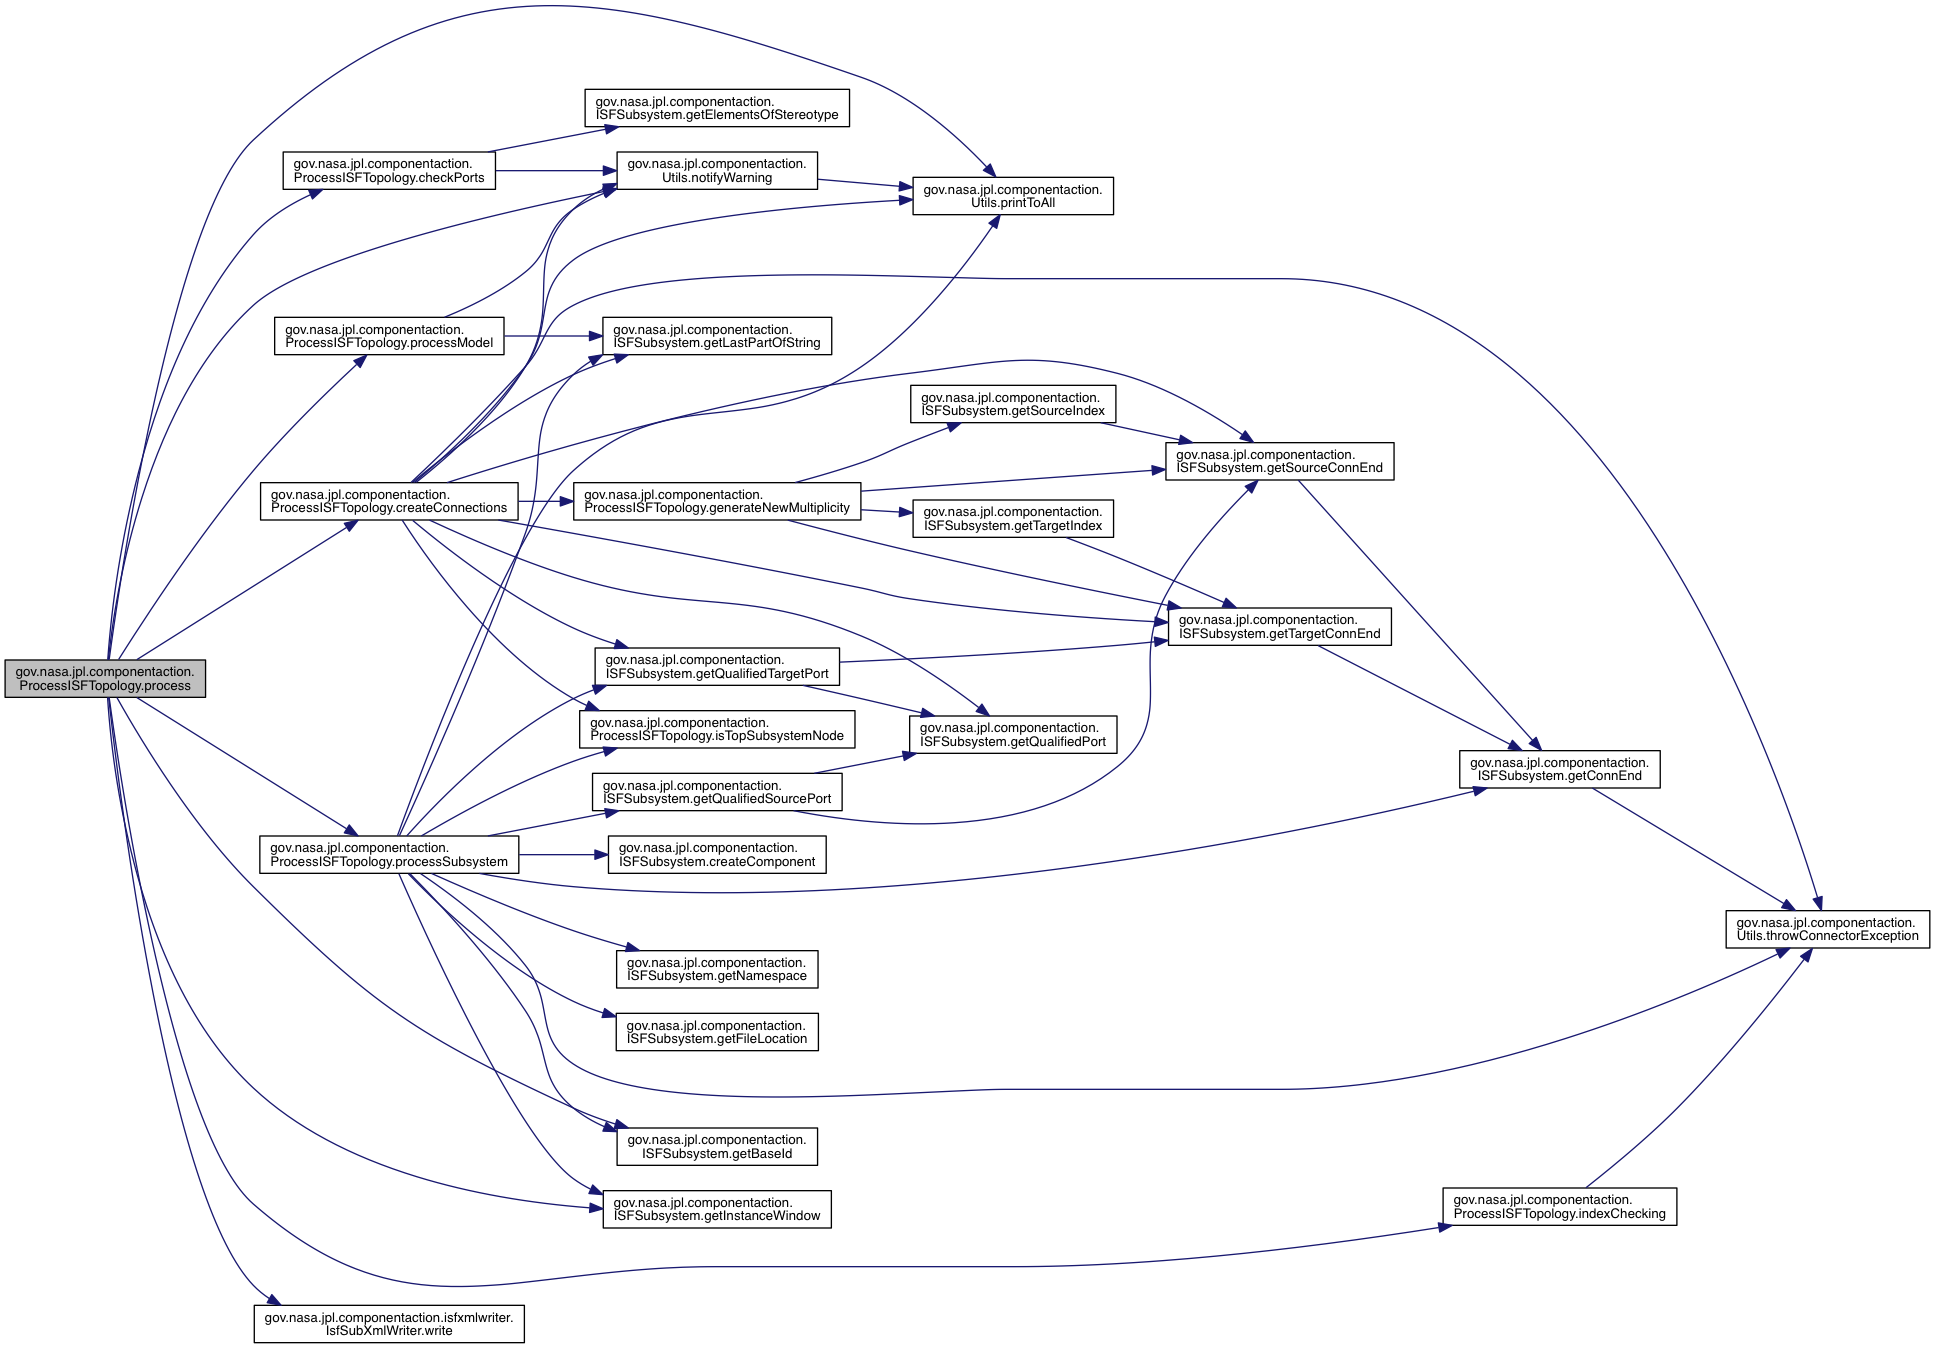 gov.nasa.jpl.componentaction.
ISFSubsystem.getElementsOfStereotype
gov.nasa.jpl.componentaction.
ProcessISFTopology.checkPorts
gov.nasa.jpl.componentaction.
Utils.notifyWarning
gov.nasa.jpl.componentaction.
Utils.printToAll
gov.nasa.jpl.componentaction.
ProcessISFTopology.processModel
gov.nasa.jpl.componentaction.
ISFSubsystem.getLastPartOfString
gov.nasa.jpl.componentaction.
ISFSubsystem.getSourceIndex
gov.nasa.jpl.componentaction.
ISFSubsystem.getSourceConnEnd
gov.nasa.jpl.componentaction.
ProcessISFTopology.createConnections
gov.nasa.jpl.componentaction.
ProcessISFTopology.generateNewMultiplicity
gov.nasa.jpl.componentaction.
ISFSubsystem.getTargetIndex
gov.nasa.jpl.componentaction.
ISFSubsystem.getTargetConnEnd
gov.nasa.jpl.componentaction.
ProcessISFTopology.process
gov.nasa.jpl.componentaction.
ISFSubsystem.getQualifiedTargetPort
gov.nasa.jpl.componentaction.
ProcessISFTopology.isTopSubsystemNode
gov.nasa.jpl.componentaction.
ISFSubsystem.getQualifiedPort
gov.nasa.jpl.componentaction.
ISFSubsystem.getConnEnd
gov.nasa.jpl.componentaction.
ISFSubsystem.getQualifiedSourcePort
gov.nasa.jpl.componentaction.
ProcessISFTopology.processSubsystem
gov.nasa.jpl.componentaction.
ISFSubsystem.createComponent
gov.nasa.jpl.componentaction.
Utils.throwConnectorException
gov.nasa.jpl.componentaction.
ISFSubsystem.getNamespace
gov.nasa.jpl.componentaction.
ISFSubsystem.getFileLocation
gov.nasa.jpl.componentaction.
ISFSubsystem.getBaseId
gov.nasa.jpl.componentaction.
ISFSubsystem.getInstanceWindow
gov.nasa.jpl.componentaction.
ProcessISFTopology.indexChecking
gov.nasa.jpl.componentaction.isfxmlwriter.
IsfSubXmlWriter.write